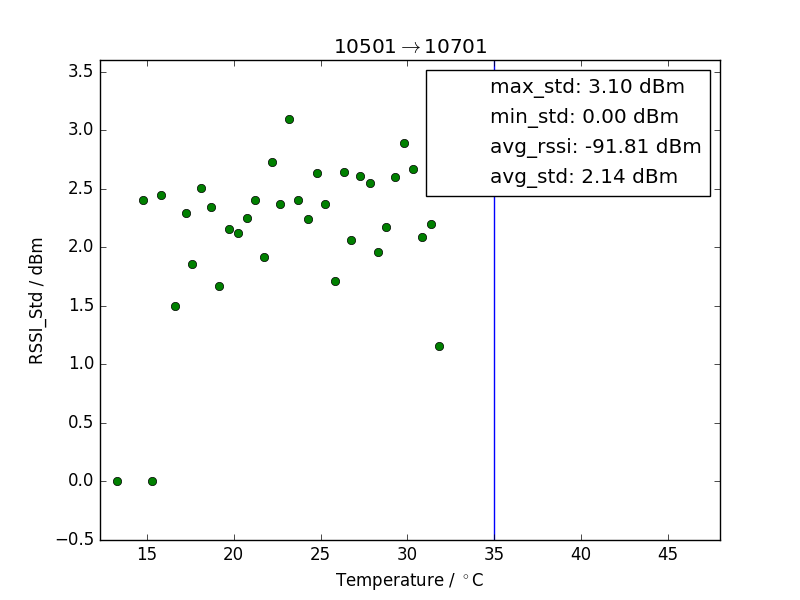 10501→10701
max_std: 3.10 dBm
min_std: 0.00 dBm
avg_rssi: -91.81 dBm
avg_std: 2.14 dBm
3.5
3.0
2.5
2.0
1.5
1.0
0.5
0.0
−0.5
RSSI_Std / dBm
15 20 25 30 35 40 45
Temperature / °C